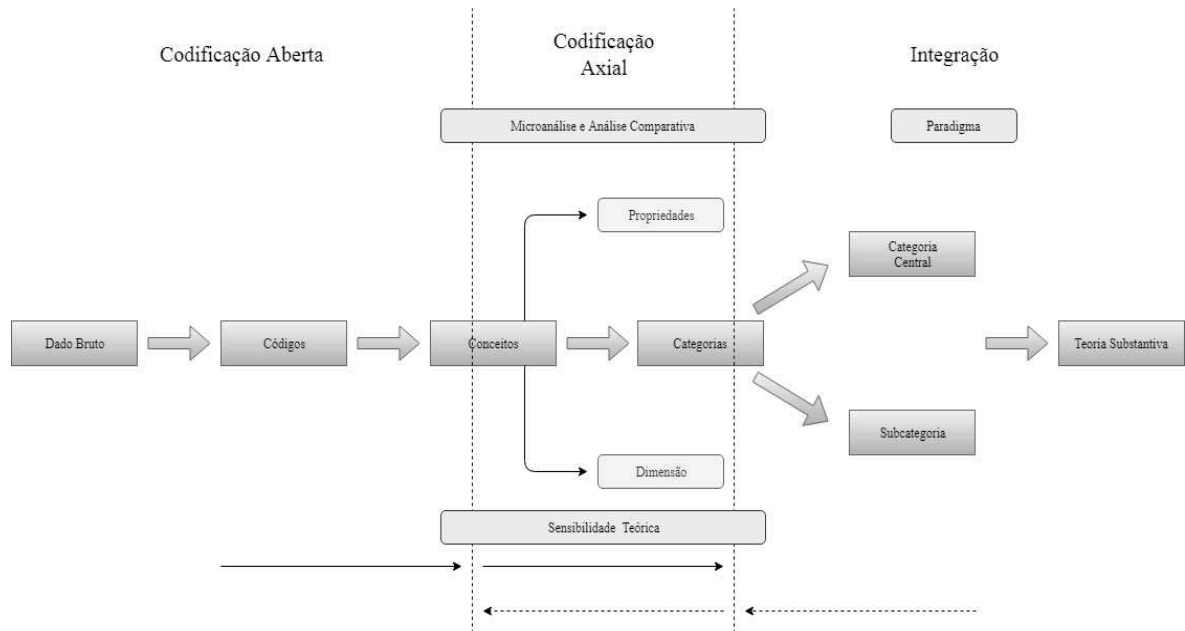 Codificação Aberta
Codificação
Axial
Integração
Microanálise e Análise Comparativa
Paradigma
Propriedades
Categoria
Central
Dado Bruto
Códigos
Conceitos
Categorias
Teoria Substantiva
Subcategoria
Dimensão
Sensibilidade Teórica